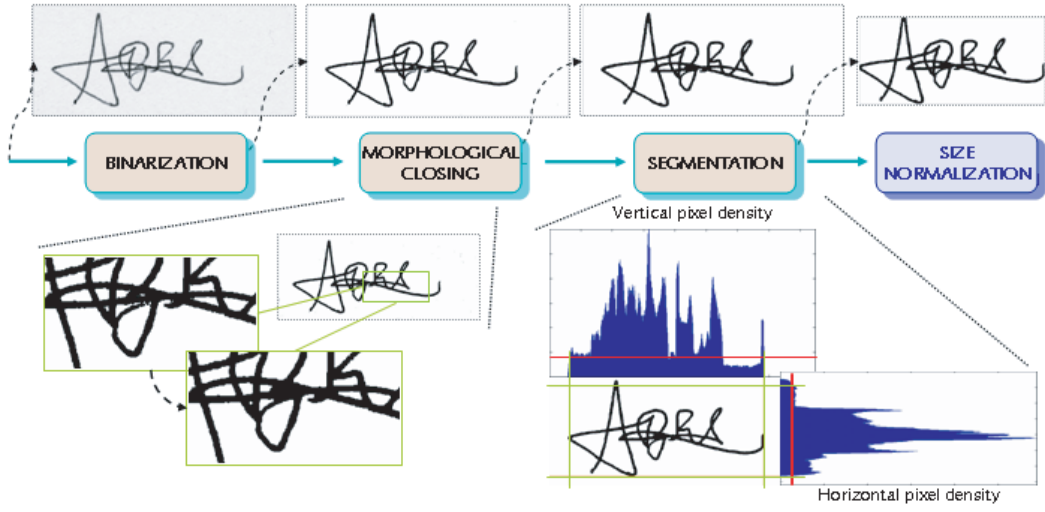 BINARIZATION
MORPHOLOGICAL
CLOSING
SEGMENTATION
SIZE
NORMALIZATION
Vertical pixel density
Horizontal pixel density